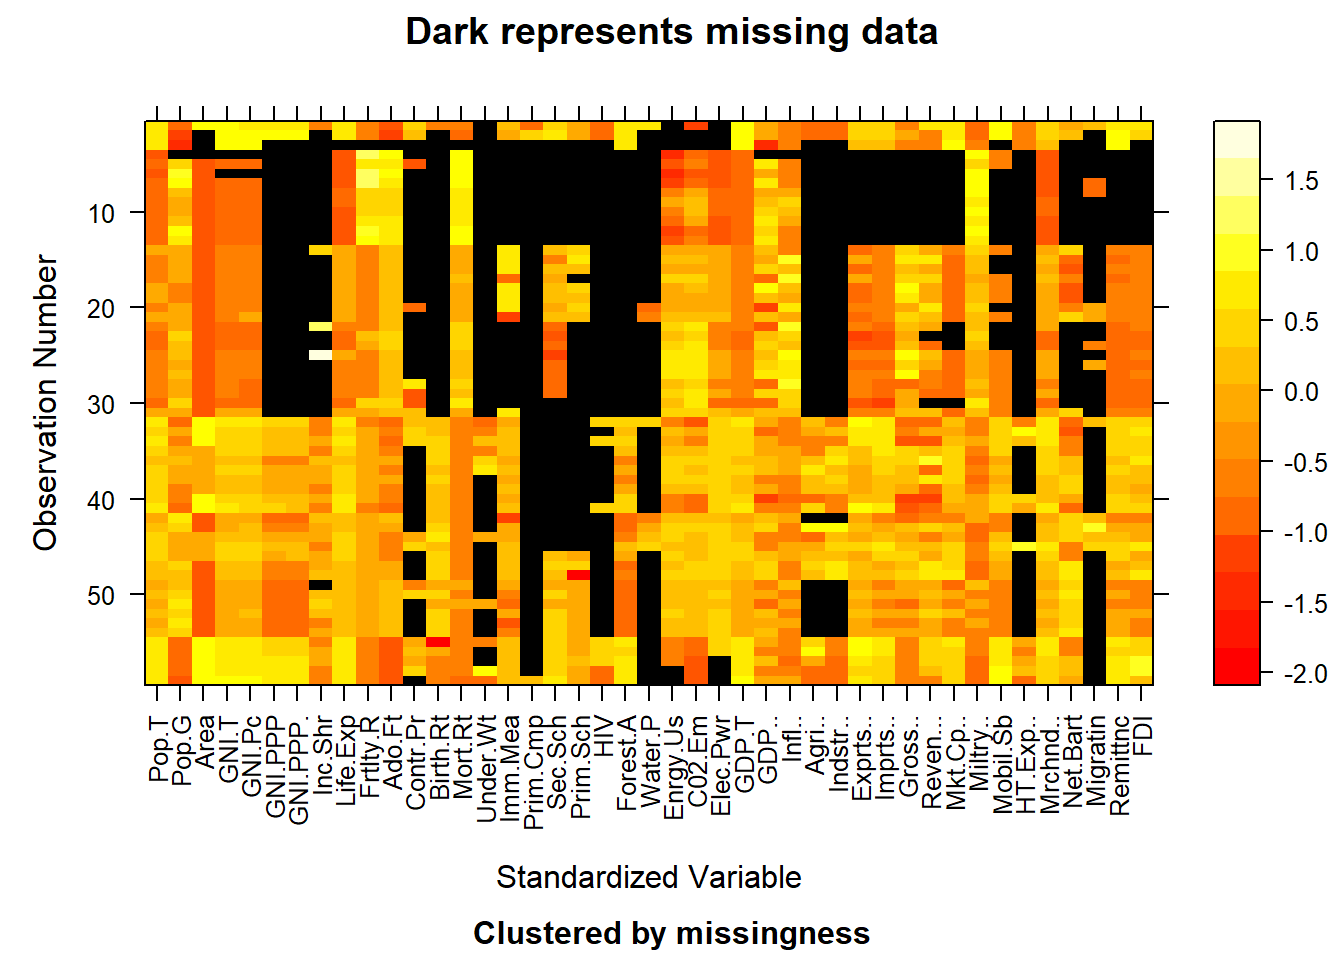 Dark represents missing data
Observation Number
10
20
30
40
50
1.5
1.0
0.5
0.0
-0.5
-1.0
-1.5
-2.0
Pop.T
Pop.G
Area
GNI.T
GNI.Pc
GNI.PPP
GNI.PPP.
Inc.Shr
Life.Exp
Frtlty.R
Ado.Ft
Contr.Pr
Birth.Rt
Mort.Rt
Under.Wt
Imm.Mea
Prim.Cmp
Sec.Sch
Prim.Sch
HIV
Forest.A
Water.P
Enrgy.Us
C02.Em
Elec.Pwr
GDP.T
GDP...
Infl..
Agri..
Indstr..
Exprts..
Imprts..
Gross..
Reven...
Mkt.Cp..
Miltry..
Mobil.Sb
HT.Exp..
Mrchnd..
Net.Bart
Migratin
Remittnc
FDI
Standardized Variable
Clustered by missingness